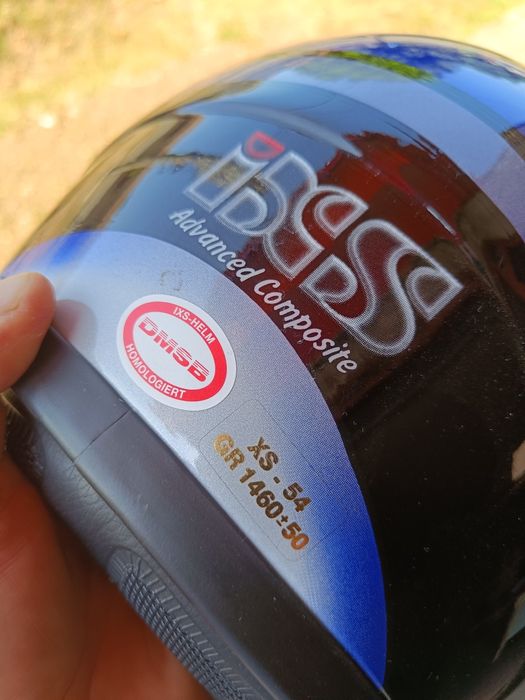 iXS
Advanced Composite
IXS-HELM
DMSB
HOMOLOGIERT
XS - 54
GR 1460±50